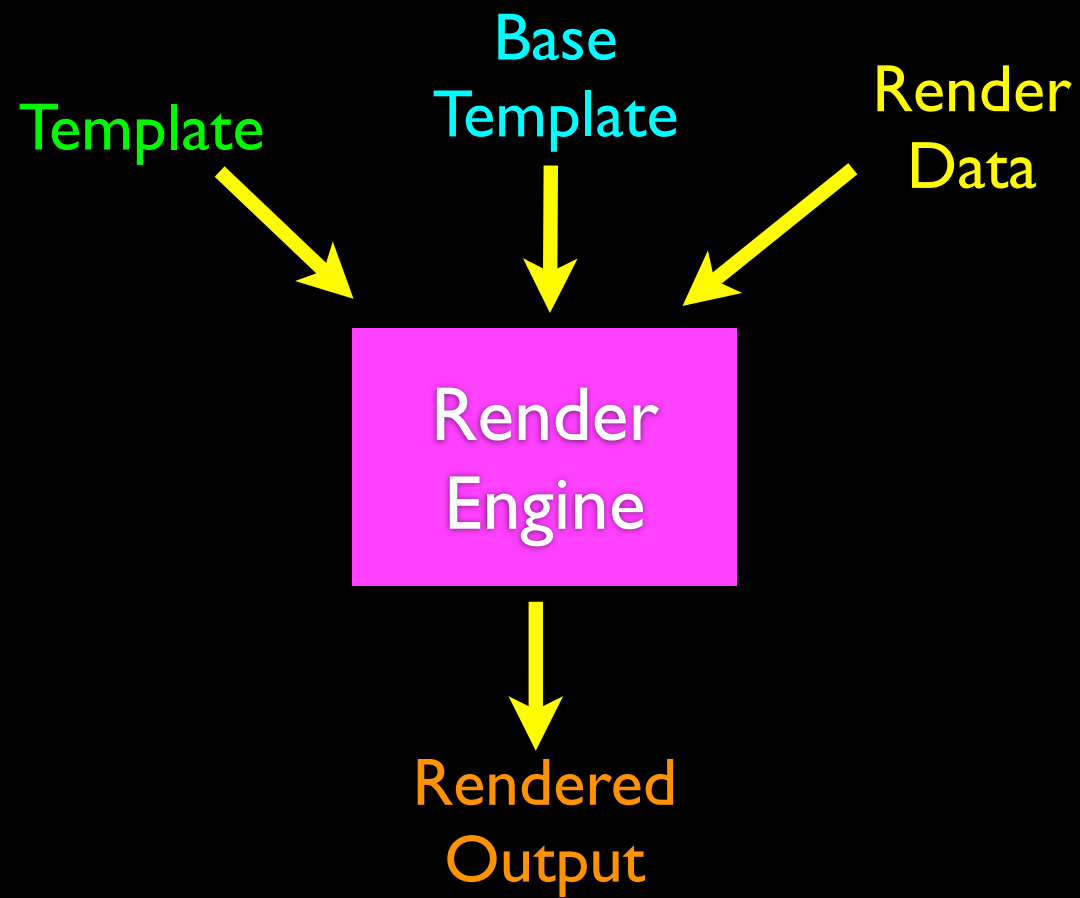 Template
Base
Template
Render
Data
Render
Engine
Rendered
Output